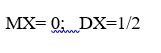 MX= 0;  DX=1/2